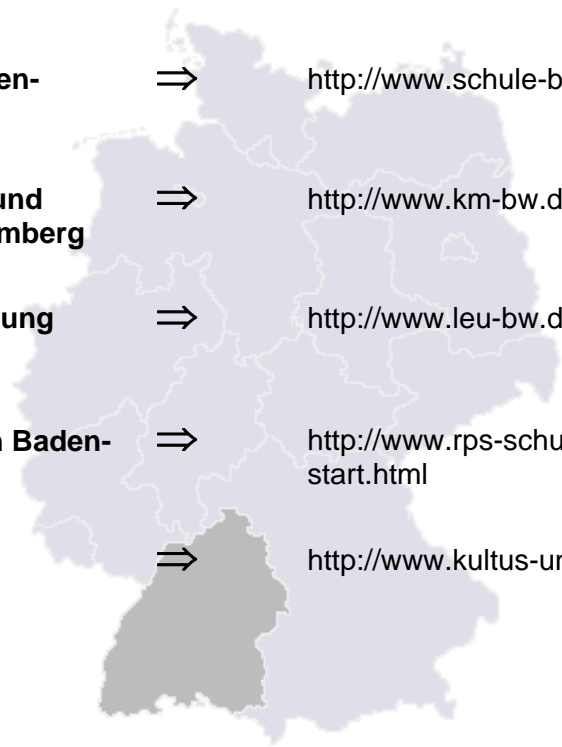 en- ⇒ http://www.schule-b
und ⇒ http://www.km-bw.d
mberg
ung ⇒ http://www.leu-bw.d
n Baden- ⇒ http://www.rps-schu
start.html
⇒ http://www.kultus-un